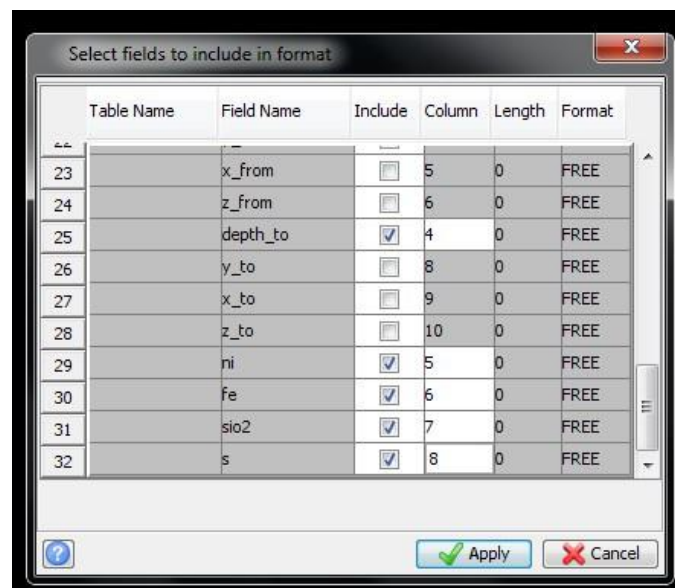 Select fields to include in format
Table Name Field Name Include Column Length Format
23 x_from 5 0 FREE
24 z_from 6 0 FREE
25 depth_to 4 0 FREE
26 y_to 8 0 FREE
27 x_to 9 0 FREE
28 z_to 10 0 FREE
29 ni 5 0 FREE
30 fe 6 0 FREE
31 sio2 7 0 FREE
32 s 8 0 FREE
? Apply Cancel